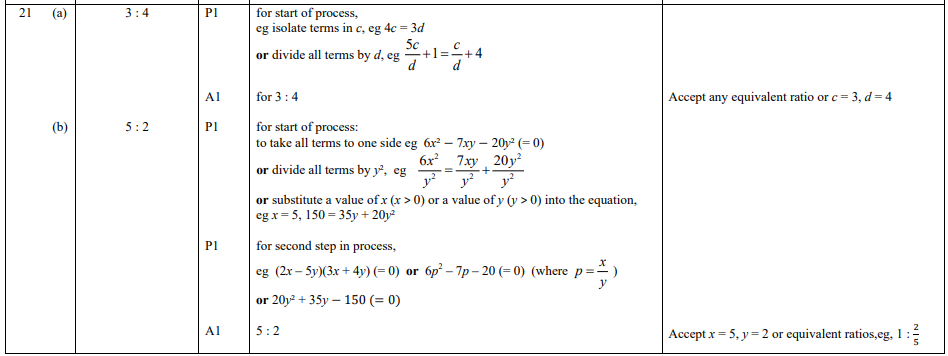 21 (a) 3 : 4 P1 for start of process,
eg isolate terms in c, eg 4c = 3d
or divide all terms by d, eg 5c/d + 1 = c/d + 4
A1 for 3 : 4 Accept any equivalent ratio or c = 3, d = 4
(b) 5 : 2 P1 for start of process:
to take all terms to one side eg 6x² – 7xy – 20y² (= 0)
or divide all terms by y², eg 6x²/y² = 7xy/y² + 20y²/y²
or substitute a value of x (x > 0) or a value of y (y > 0) into the equation,
eg x = 5, 150 = 35y + 20y²
P1 for second step in process,
eg (2x – 5y)(3x + 4y) (= 0) or 6p² – 7p – 20 (= 0) (where p = x/y )
or 20y² + 35y – 150 (= 0)
A1 5 : 2 Accept x = 5, y = 2 or equivalent ratios,eg, 1 : 2/5